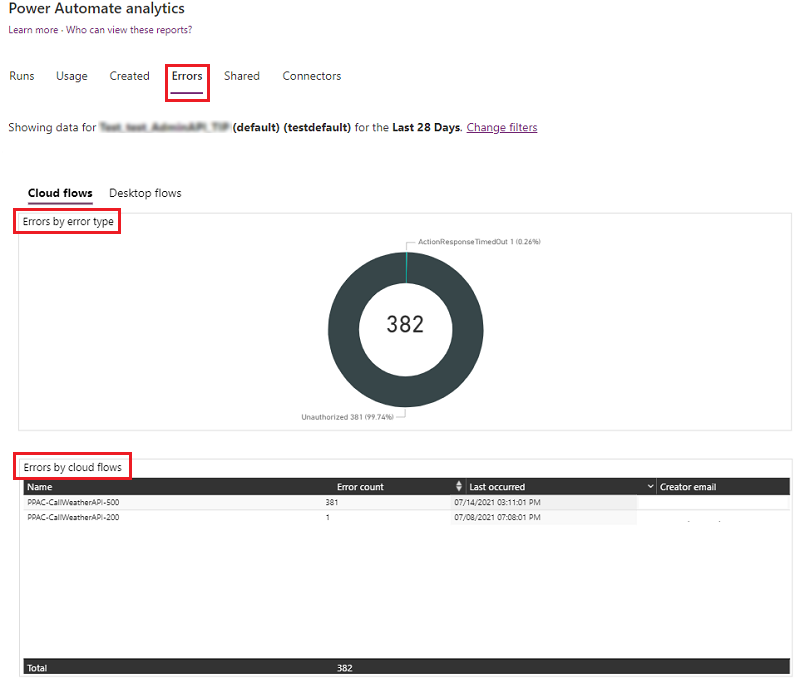 Power Automate analytics
Learn more · Who can view these reports?
Runs Usage Created Errors Shared Connectors
Showing data for (default) (testdefault) for the Last 28 Days. Change filters
Cloud flows Desktop flows
Errors by error type
ActionResponseTimedOut 1 (0.26%)
382
Unauthorized 381 (99.74%)
Errors by cloud flows
Name Error count Last occurred Creator email
PPAC-CallWeatherAPI-500 381 07/14/2021 03:11:01 PM
PPAC-CallWeatherAPI-200 1 07/08/2021 07:08:01 PM
Total 382